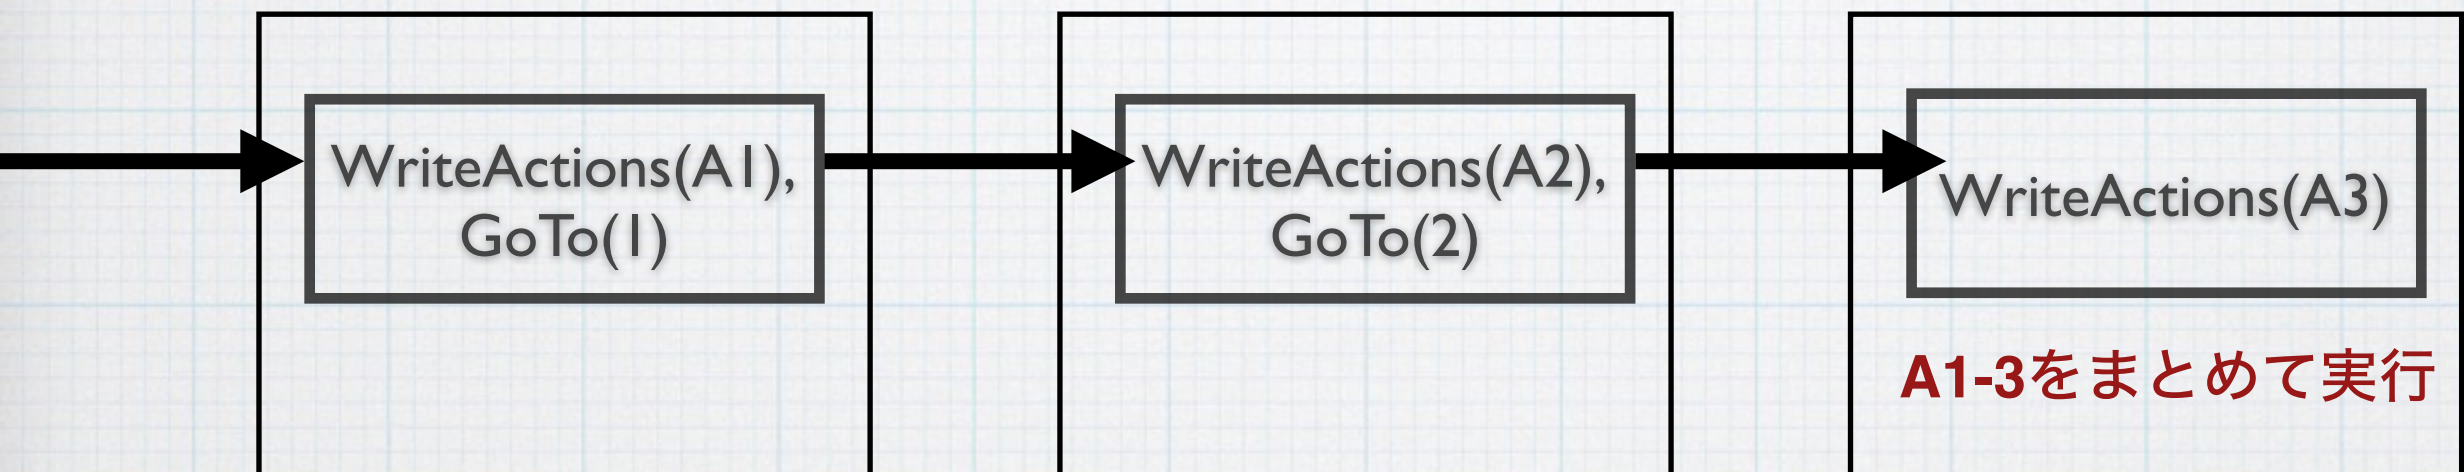 WriteActions(A1),
GoTo(1)
WriteActions(A2),
GoTo(2)
WriteActions(A3)
A1-3をまとめて実行